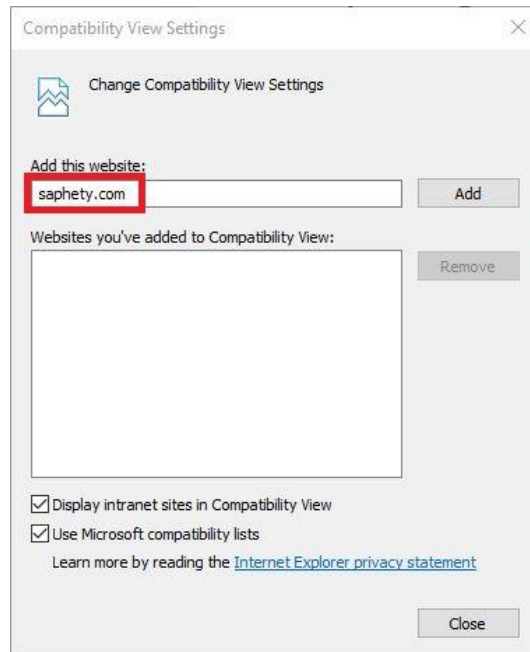 Compatibility View Settings
Change Compatibility View Settings
Add this website:
saphety.com
Add
Websites you've added to Compatibility View:
Remove
Display intranet sites in Compatibility View
Use Microsoft compatibility lists
Learn more by reading the Internet Explorer privacy statement
Close